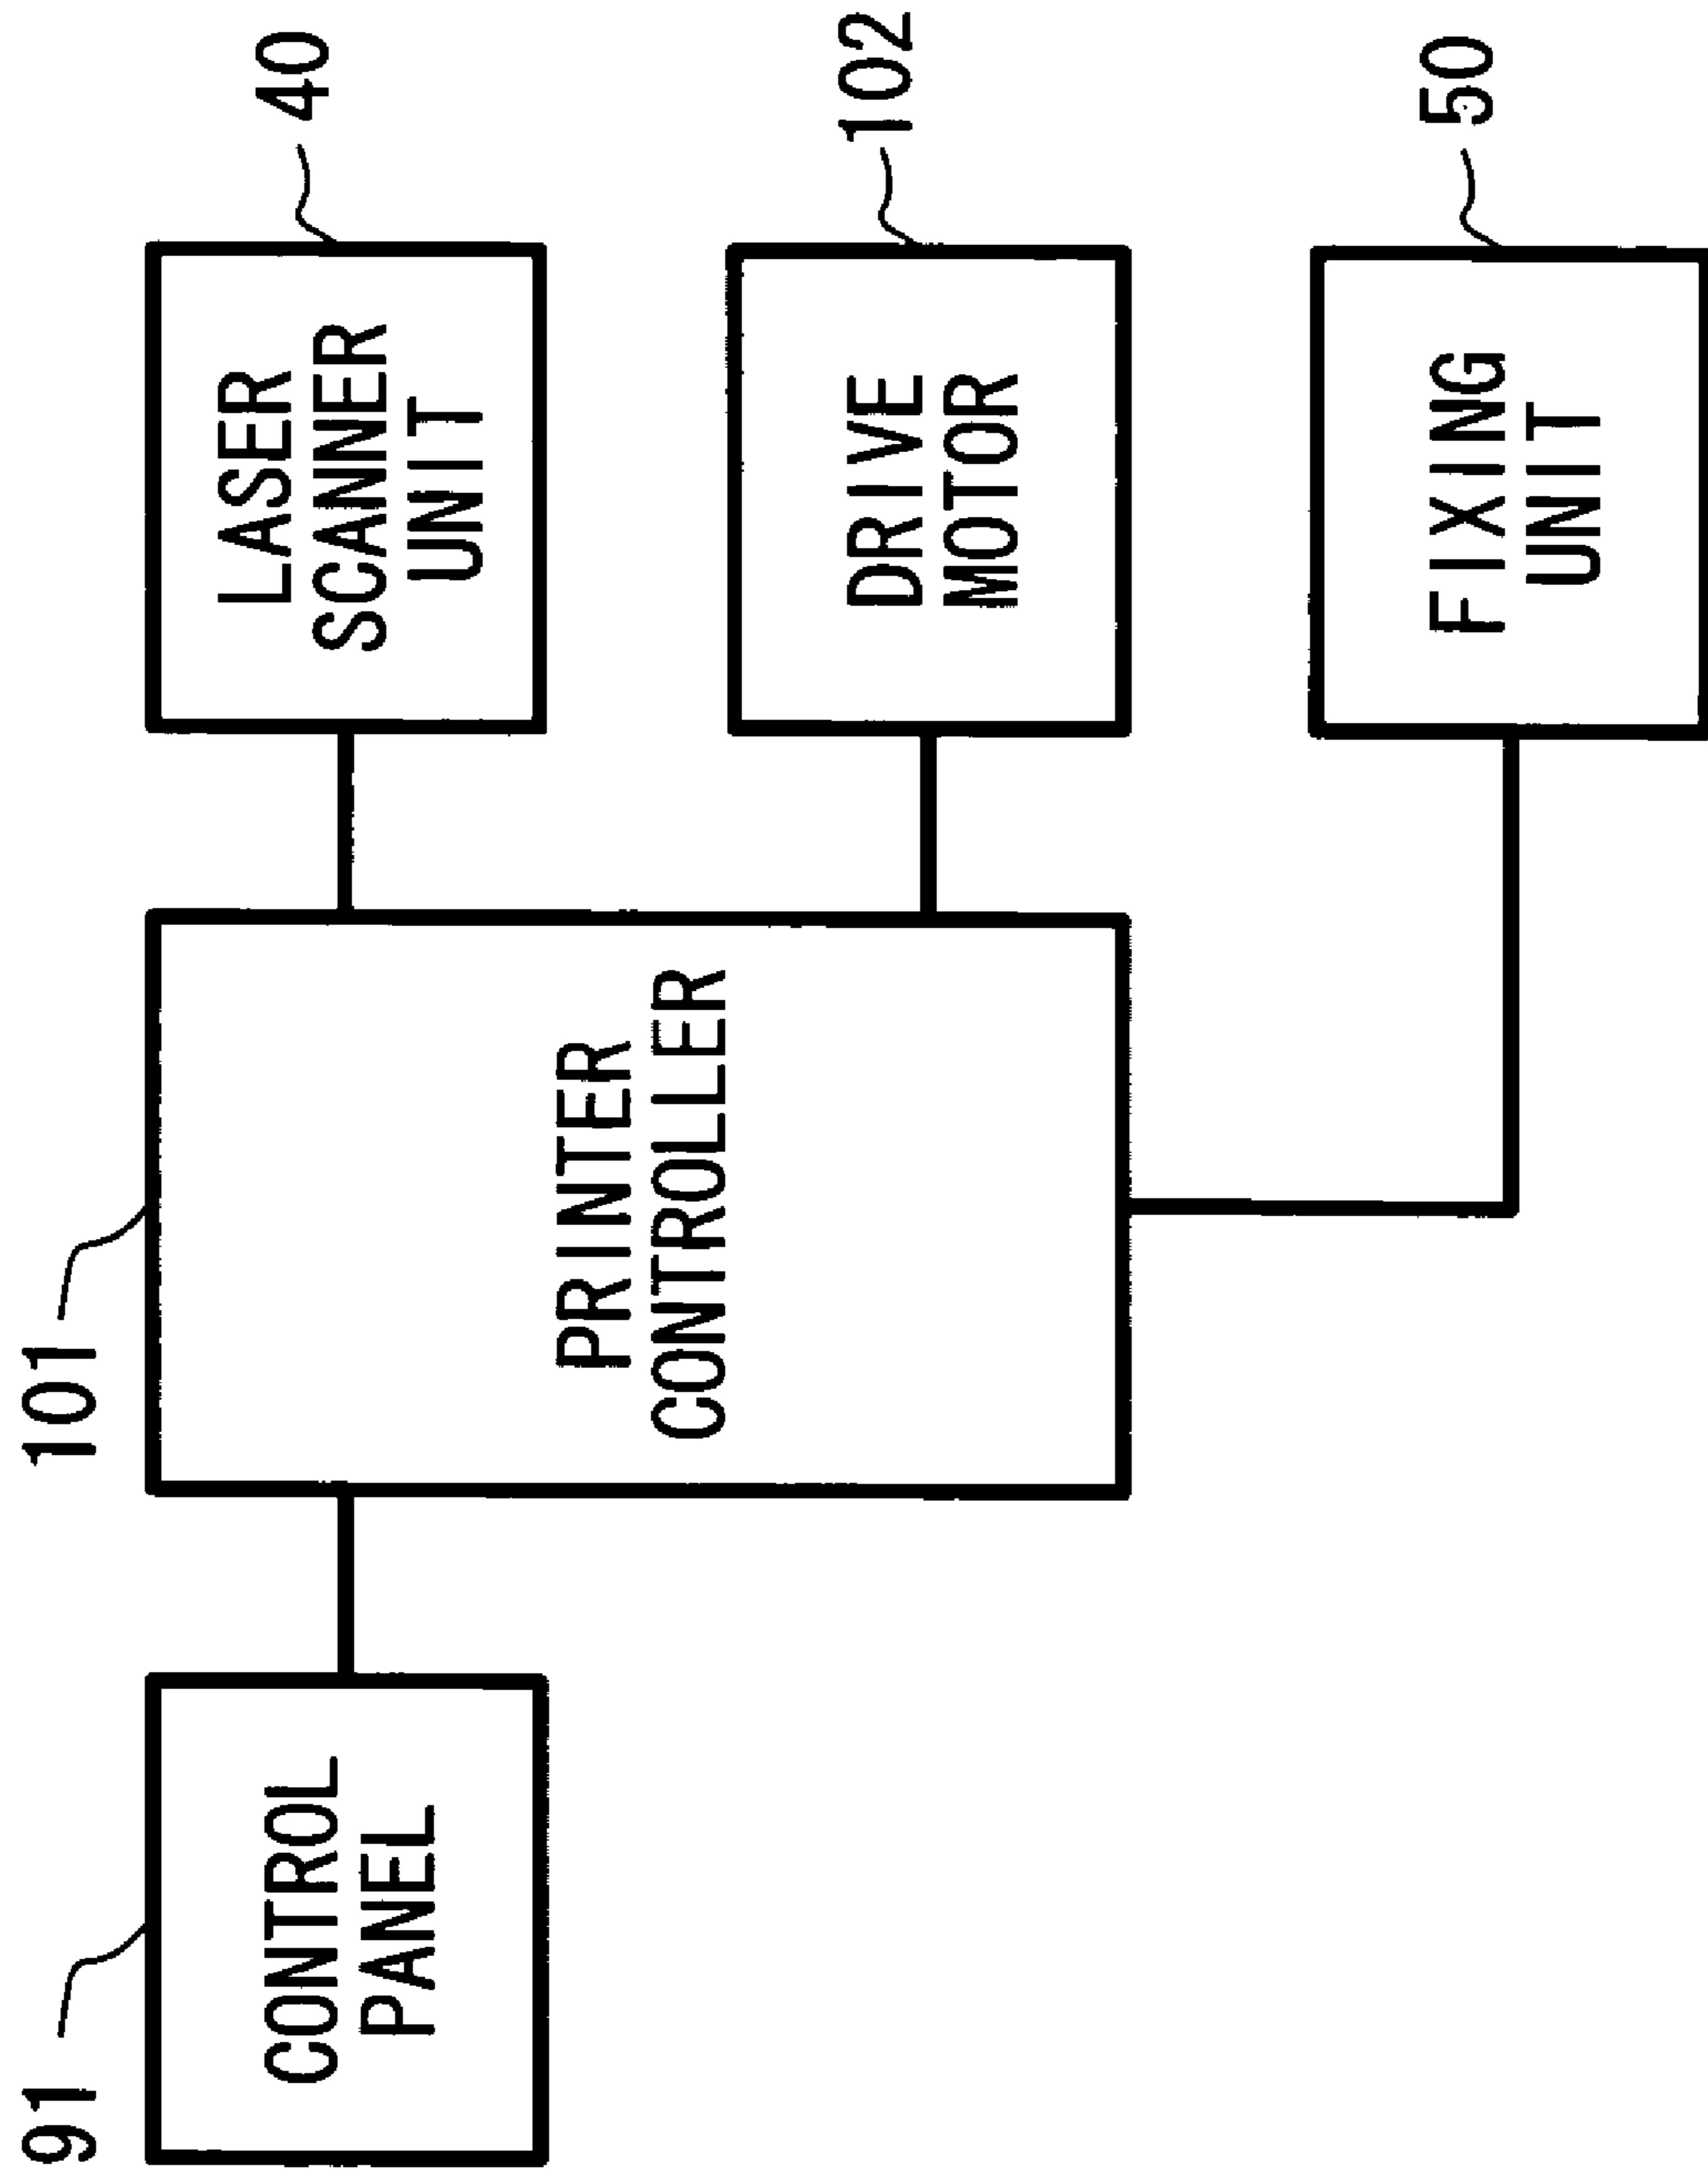 91
CONTROL
PANEL
101
PRINTER
CONTROLLER
40
LASER
SCANNER
UNIT
102
DRIVE
MOTOR
50
FIXING
UNIT